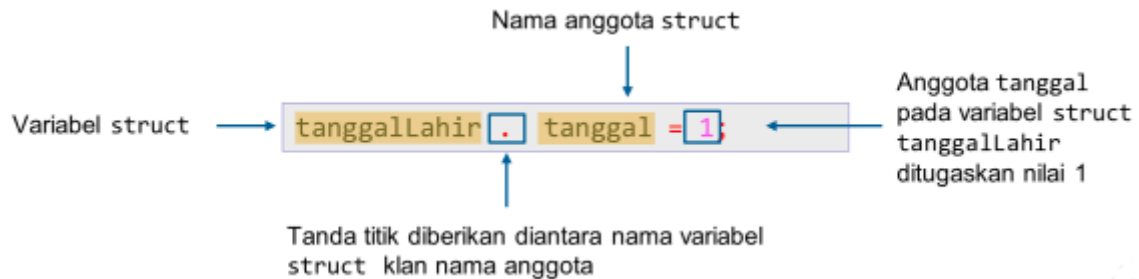 Nama anggota struct
Variabel struct
tanggalLahir . tanggal = 1;
Anggota tanggal
pada variabel struct
tanggalLahir
ditugaskan nilai 1
Tanda titik diberikan diantara nama variabel
struct klan nama anggota